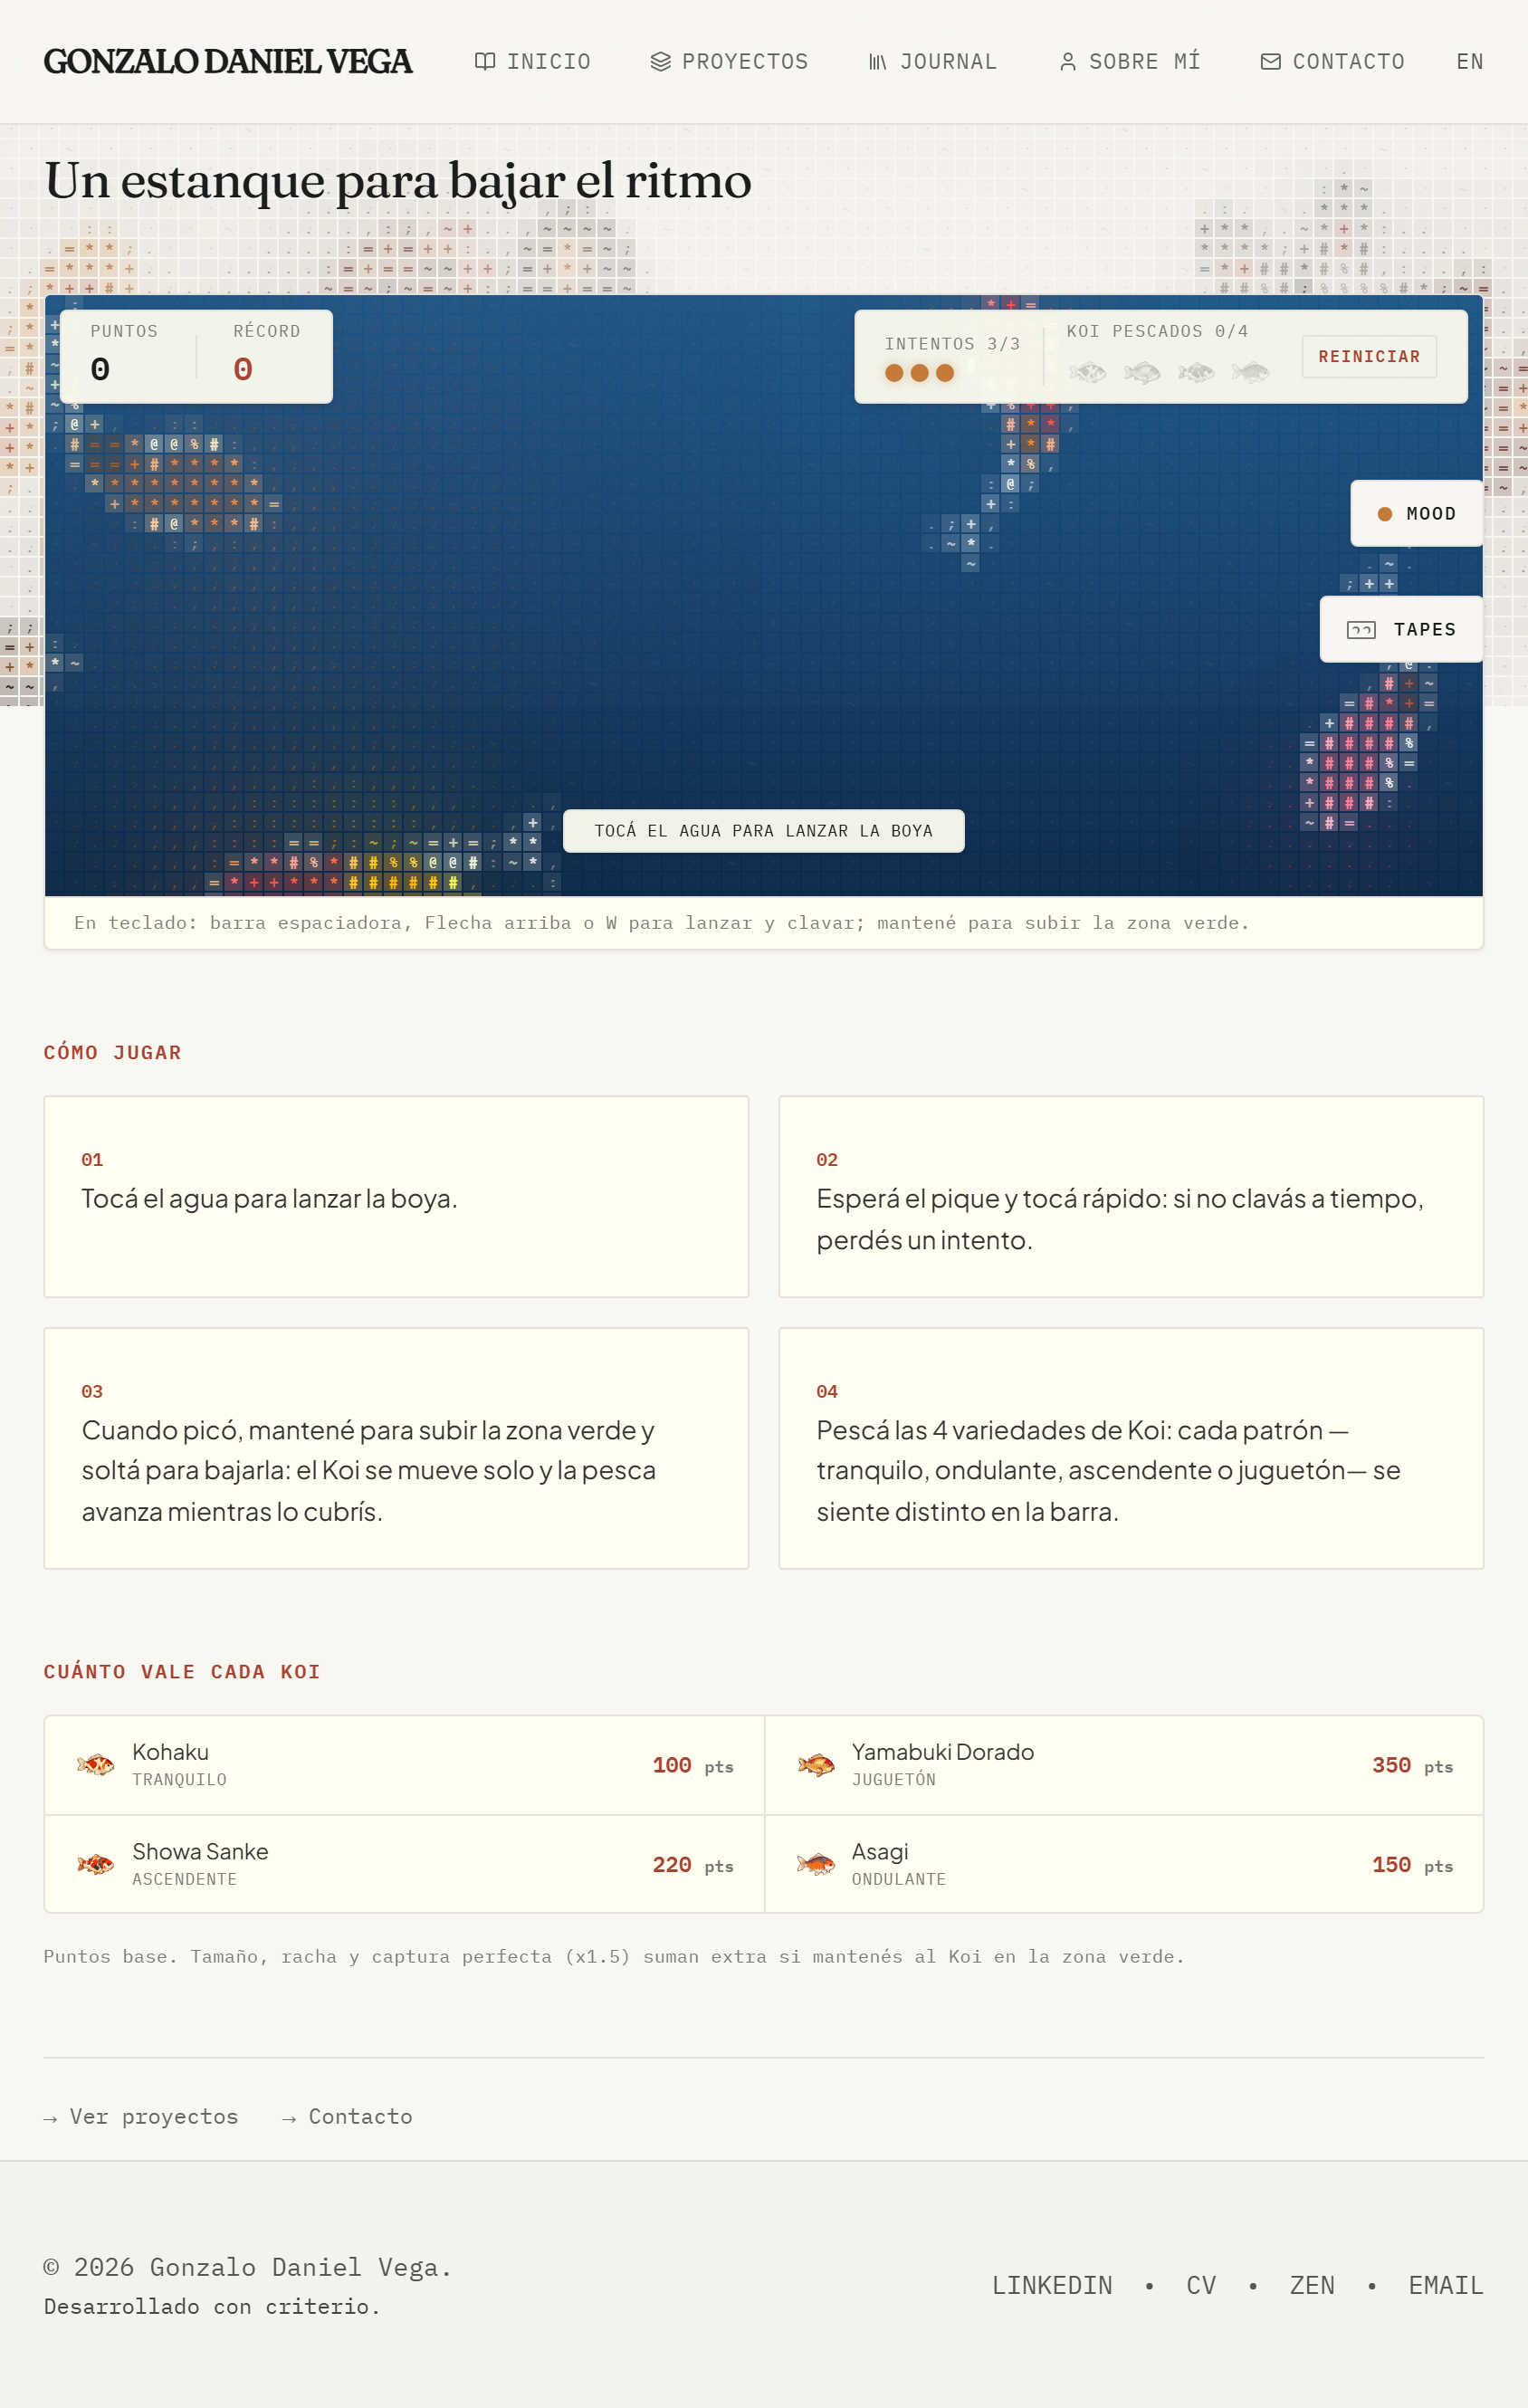 GONZALO DANIEL VEGA
INICIO
PROYECTOS
JOURNAL
SOBRE MÍ
CONTACTO
EN
Un estanque para bajar el ritmo
PUNTOS
0
RÉCORD
0
INTENTOS 3/3
KOI PESCADOS 0/4
REINICIAR
MOOD
TAPES
TOCÁ EL AGUA PARA LANZAR LA BOYA
En teclado: barra espaciadora, Flecha arriba o W para lanzar y clavar; mantené para subir la zona verde.
CÓMO JUGAR
01
Tocá el agua para lanzar la boya.
02
Esperá el pique y tocá rápido: si no clavás a tiempo,
perdés un intento.
03
Cuando picó, mantené para subir la zona verde y
soltá para bajarla: el Koi se mueve solo y la pesca
avanza mientras lo cubrís.
04
Pescá las 4 variedades de Koi: cada patrón —
tranquilo, ondulante, ascendente o juguetón— se
siente distinto en la barra.
CUÁNTO VALE CADA KOI
Kohaku
TRANQUILO
100 pts
Yamabuki Dorado
JUGUETÓN
350 pts
Showa Sanke
ASCENDENTE
220 pts
Asagi
ONDULANTE
150 pts
Puntos base. Tamaño, racha y captura perfecta (x1.5) suman extra si mantenés al Koi en la zona verde.
→ Ver proyectos
→ Contacto
© 2026 Gonzalo Daniel Vega.
Desarrollado con criterio.
LINKEDIN • CV • ZEN • EMAIL